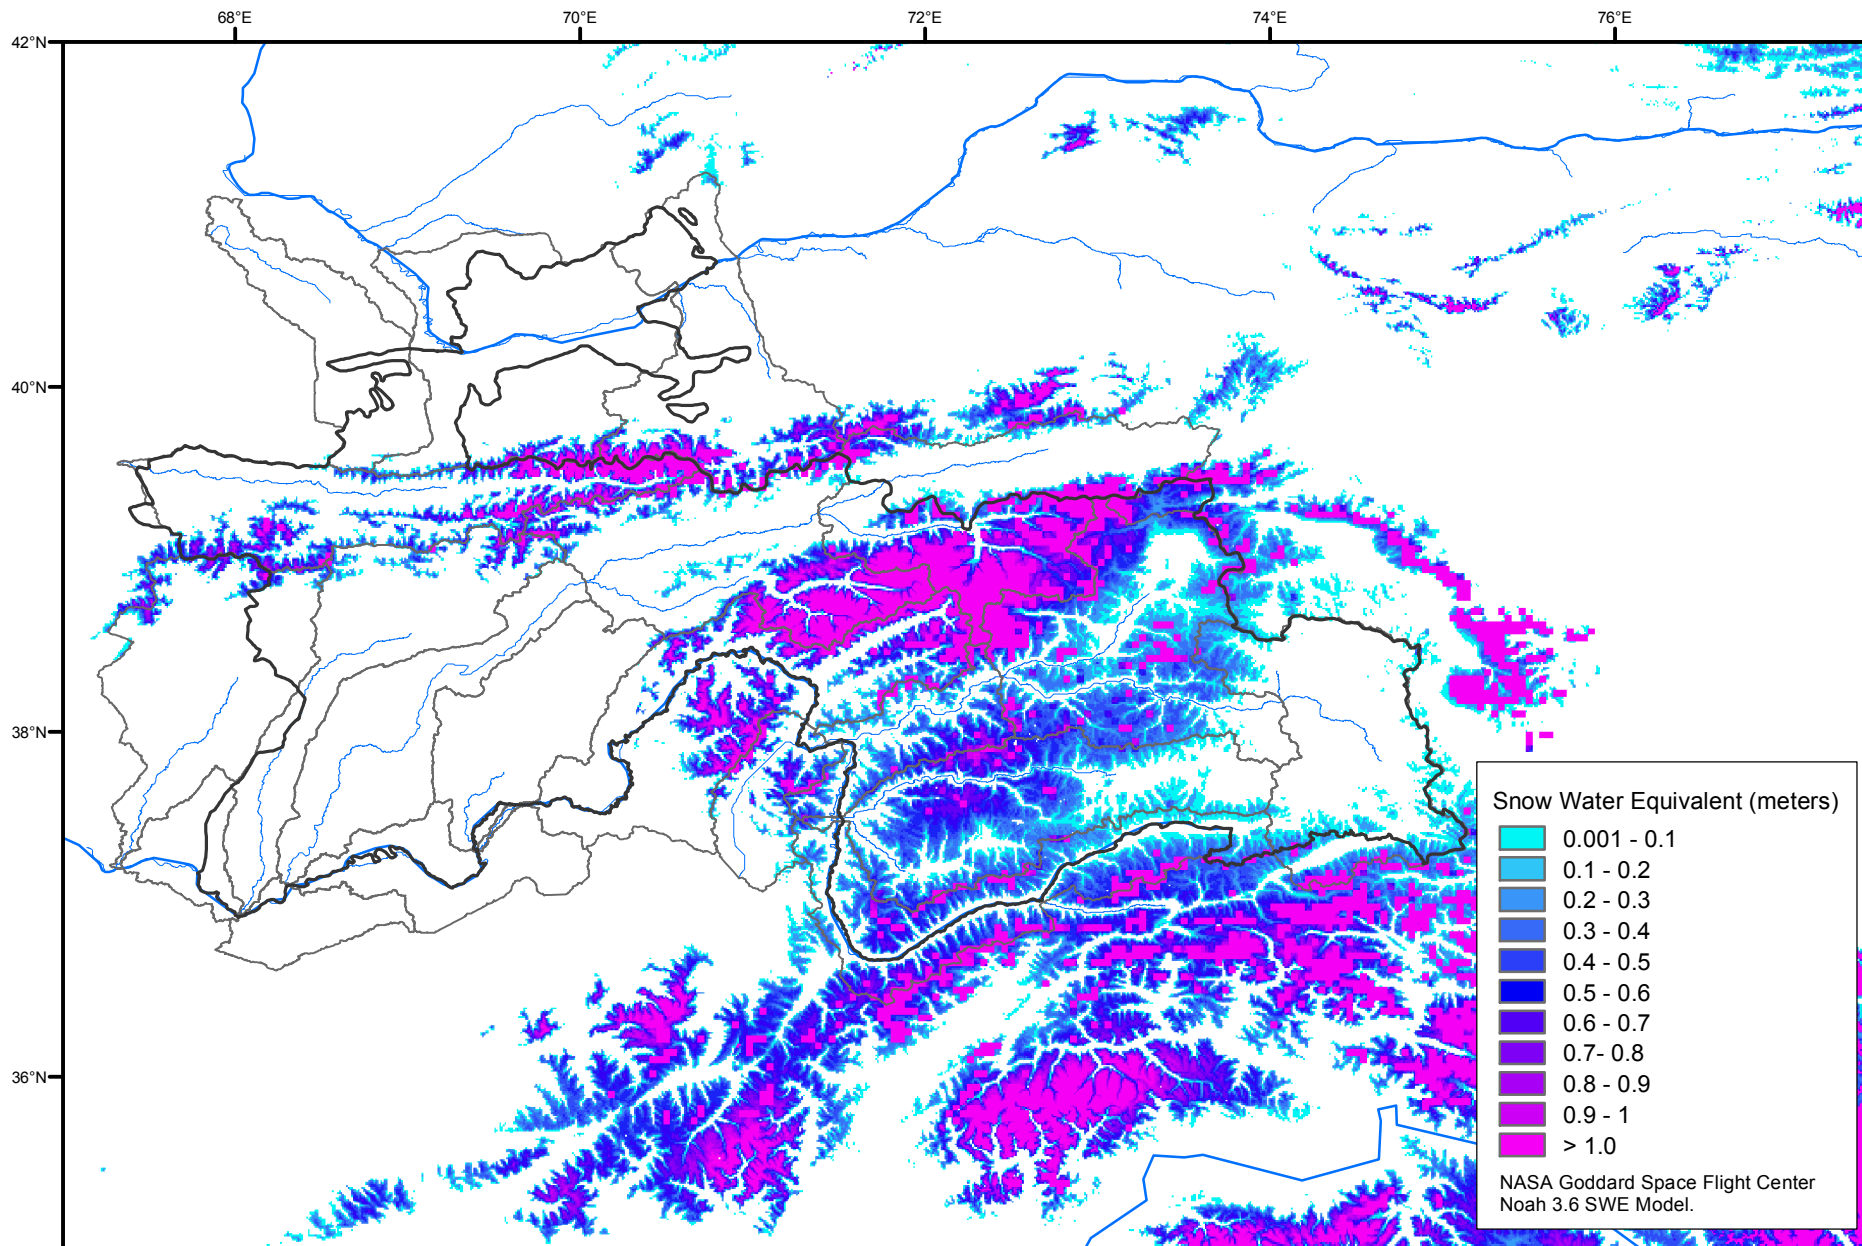 68°E 70°E 72°E 74°E 76°E
42°N
40°N
38°N
36°N
Snow Water Equivalent (meters)
0.001 - 0.1
0.1 - 0.2
0.2 - 0.3
0.3 - 0.4
0.4 - 0.5
0.5 - 0.6
0.6 - 0.7
0.7- 0.8
0.8 - 0.9
0.9 - 1
> 1.0
NASA Goddard Space Flight Center
Noah 3.6 SWE Model.